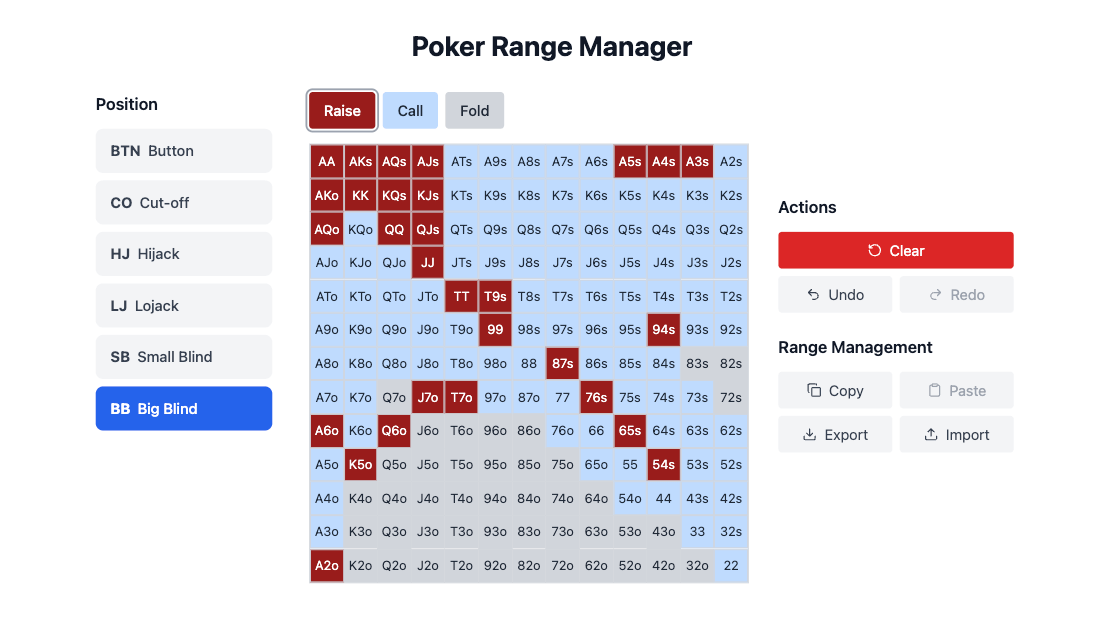 Poker Range Manager
Position
BTN Button
CO Cut-off
HJ Hijack
LJ Lojack
SB Small Blind
BB Big Blind
Raise Call Fold
AA AKs AQs AJs ATs A9s A8s A7s A6s A5s A4s A3s A2s
AKo KK KQs KJs KTs K9s K8s K7s K6s K5s K4s K3s K2s
AQo KQo QQ QJs QTs Q9s Q8s Q7s Q6s Q5s Q4s Q3s Q2s
AJo KJo QJo JJ JTs J9s J8s J7s J6s J5s J4s J3s J2s
ATo KTo QTo JTo TT T9s T8s T7s T6s T5s T4s T3s T2s
A9o K9o Q9o J9o T9o 99 98s 97s 96s 95s 94s 93s 92s
A8o K8o Q8o J8o T8o 98o 88 87s 86s 85s 84s 83s 82s
A7o K7o Q7o J7o T7o 97o 87o 77 76s 75s 74s 73s 72s
A6o K6o Q6o J6o T6o 96o 86o 76o 66 65s 64s 63s 62s
A5o K5o Q5o J5o T5o 95o 85o 75o 65o 55 54s 53s 52s
A4o K4o Q4o J4o T4o 94o 84o 74o 64o 54o 44 43s 42s
A3o K3o Q3o J3o T3o 93o 83o 73o 63o 53o 43o 33 32s
A2o K2o Q2o J2o T2o 92o 82o 72o 62o 52o 42o 32o 22
Actions
Clear
Undo Redo
Range Management
Copy Paste
Export Import